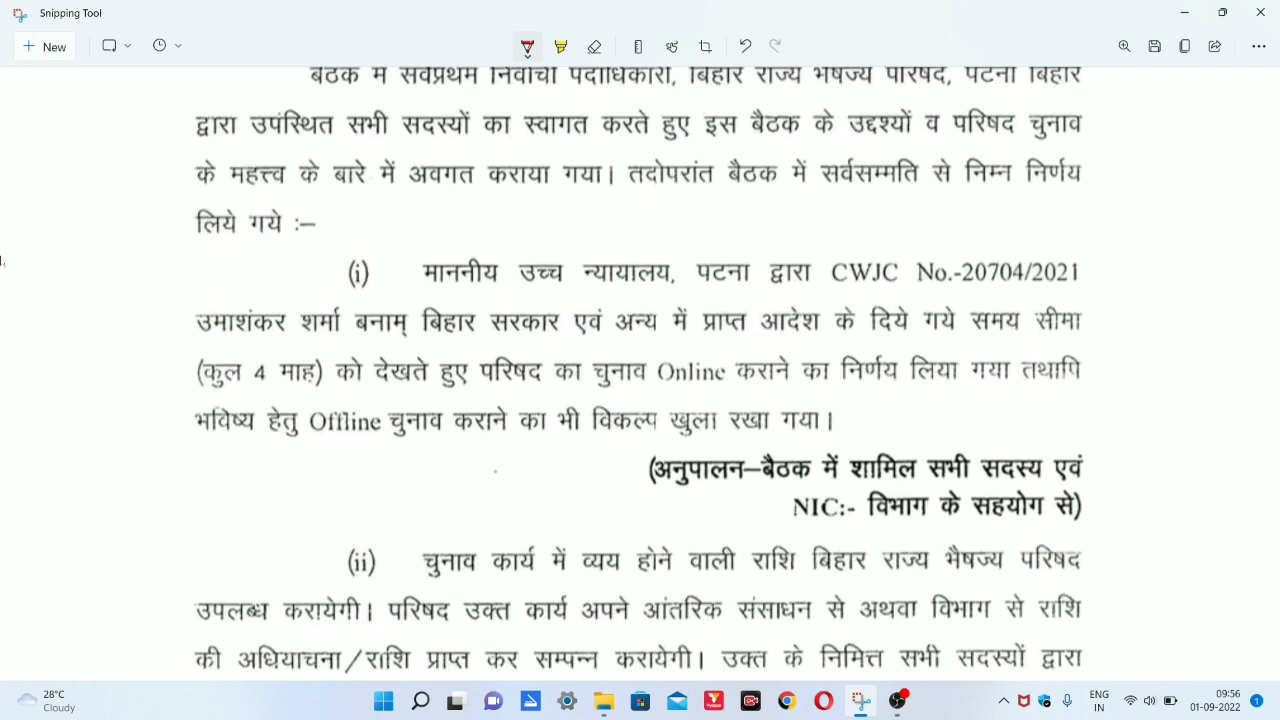 Snipping Tool
New
बैठक में सर्वप्रथम निर्वाची पदाधिकारी, बिहार राज्य भेषज्य परिषद, पटना बिहार
द्वारा उपस्थित सभी सदस्यों का स्वागत करते हुए इस बैठक के उद्दश्यों व परिषद चुनाव
के महत्त्व के बारे में अवगत कराया गया। तदोपरांत बैठक में सर्वसम्मति से निम्न निर्णय
लिये गये :–
(i) माननीय उच्च न्यायालय, पटना द्वारा CWJC No.-20704/2021
उमाशंकर शर्मा बनाम् बिहार सरकार एवं अन्य में प्राप्त आदेश के दिये गये समय सीमा
(कुल 4 माह) को देखते हुए परिषद का चुनाव Online कराने का निर्णय लिया गया तथापि
भविष्य हेतु Offline चुनाव कराने का भी विकल्प खुला रखा गया।
(अनुपालन–बैठक में शामिल सभी सदस्य एवं
NIC:- विभाग के सहयोग से)
(ii) चुनाव कार्य में व्यय होने वाली राशि बिहार राज्य भैषज्य परिषद
उपलब्ध करायेगी। परिषद उक्त कार्य अपने आंतरिक संसाधन से अथवा विभाग से राशि
की अधियाचना/राशि प्राप्त कर सम्पन्न करायेगी। उक्त के निमित्त सभी सदस्यों द्वारा
28°C
Cloudy
ENG
IN
09:56
01-09-2022
1